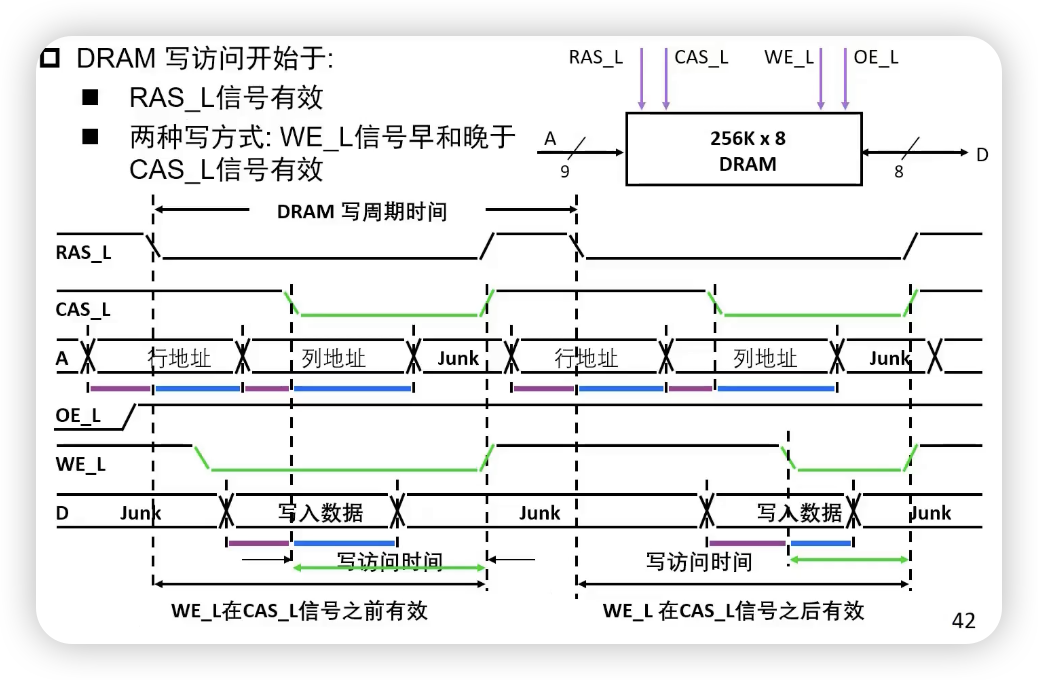 DRAM 写访问开始于:
RAS_L信号有效
两种写方式: WE_L信号早和晚于
CAS_L信号有效
RAS_L CAS_L WE_L OE_L
A 256K x 8 D
9 DRAM 8
DRAM 写周期时间
RAS_L
CAS_L
A 行地址 列地址 Junk 行地址 列地址 Junk
OE_L
WE_L
D Junk 写入数据 Junk 写入数据 Junk
写访问时间 写访问时间
WE_L在CAS_L信号之前有效 WE_L 在CAS_L信号之后有效
42